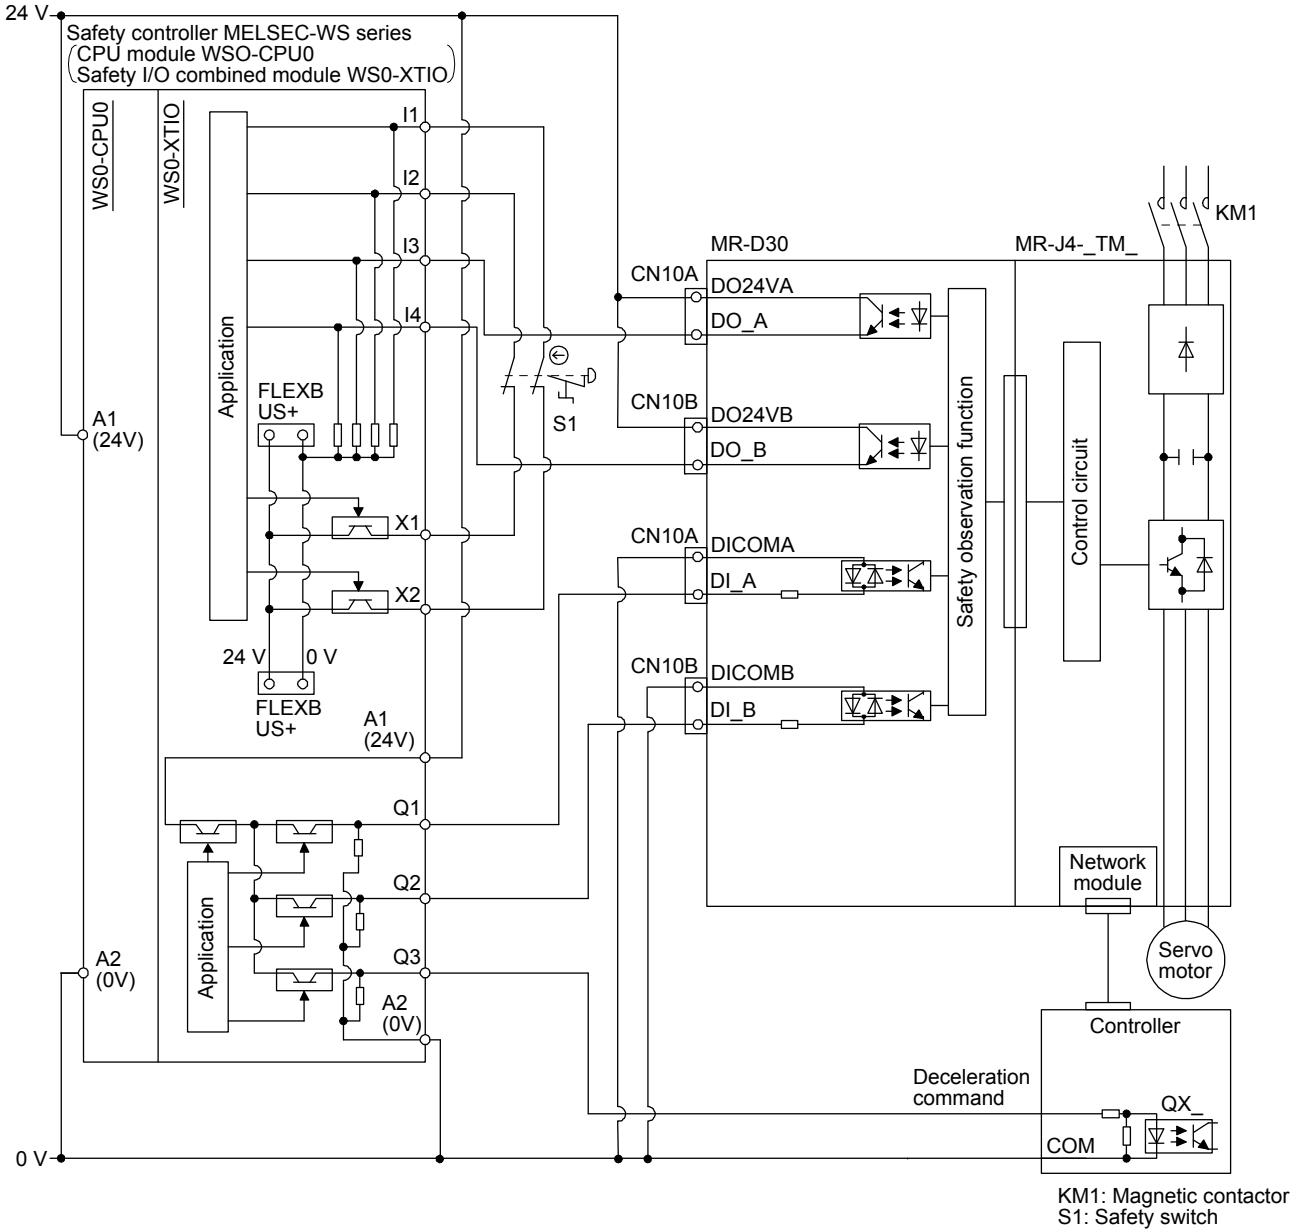 24 V
Safety controller MELSEC-WS series
(CPU module WSO-CPU0
Safety I/O combined module WS0-XTIO)
WS0-CPU0
WS0-XTIO
I1
I2
I3
I4
Application
FLEXB
US+
A1
(24V)
X1
X2
24 V
0 V
FLEXB
US+
A1
(24V)
Q1
Q2
Q3
Application
A2
(0V)
A2
(0V)
0 V
S1
MR-D30
MR-J4-_TM_
KM1
CN10A
DO24VA
DO_A
CN10B
DO24VB
DO_B
CN10A
DICOMA
DI_A
CN10B
DICOMB
DI_B
Safety observation function
Control circuit
Network
module
Servo
motor
Controller
Deceleration
command
QX_
COM
KM1: Magnetic contactor
S1: Safety switch